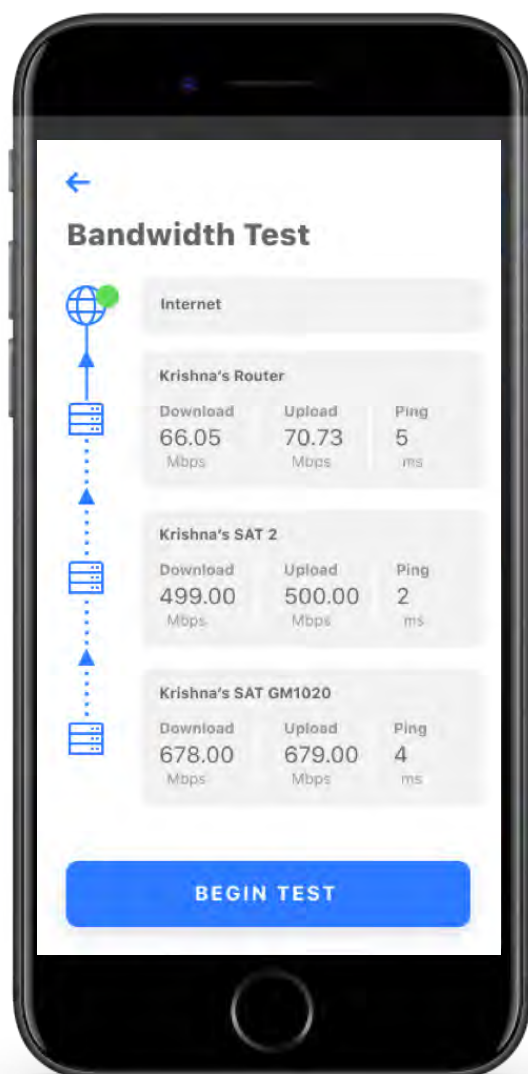 Bandwidth Test
Internet
Krishna's Router
Download Upload Ping
66.05 70.73 5
Mbps Mbps ms
Krishna's SAT 2
Download Upload Ping
499.00 500.00 2
Mbps Mbps ms
Krishna's SAT GM1020
Download Upload Ping
678.00 679.00 4
Mbps Mbps ms
BEGIN TEST